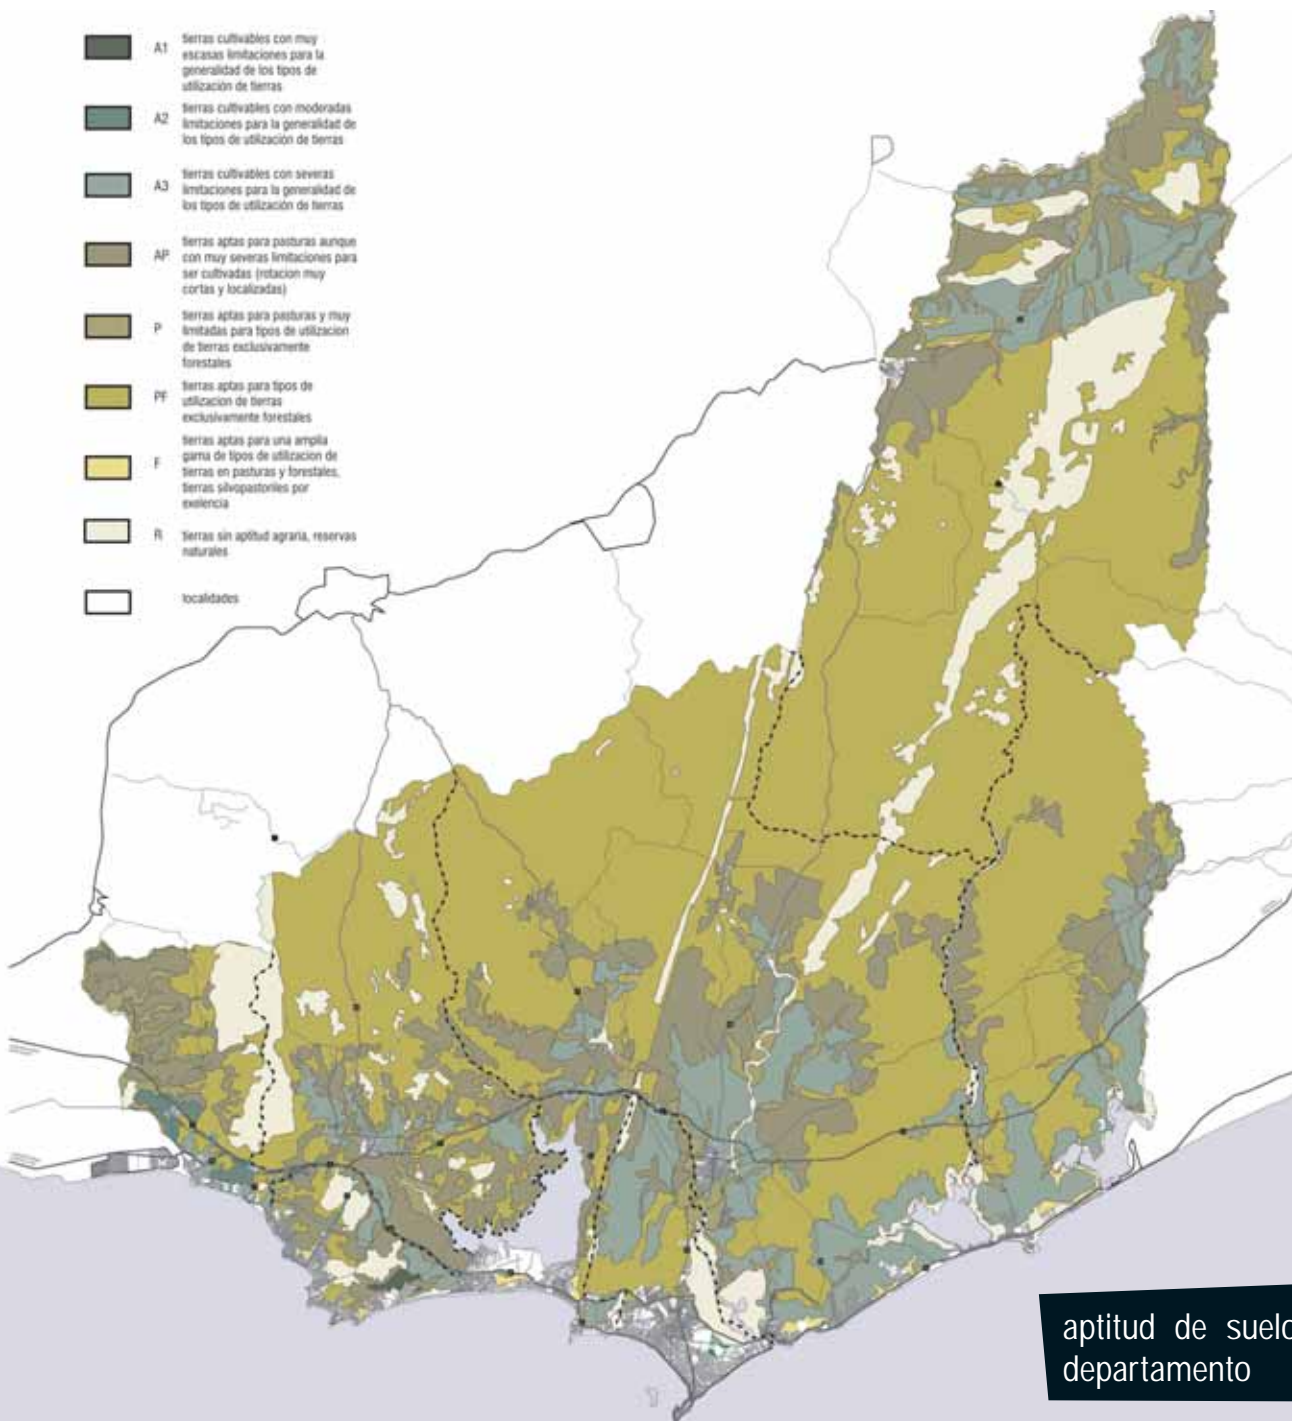 A1 tierras cultivables con muy
escasas limitaciones para la
generalidad de los tipos de
utilización de tierras
A2 tierras cultivables con moderadas
limitaciones para la generalidad de
los tipos de utilización de tierras
A3 tierras cultivables con severas
limitaciones para la generalidad de
los tipos de utilización de tierras
AP tierras aptas para pasturas aunque
con muy severas limitaciones para
ser cultivadas (rotacion muy
cortas y localizadas)
P tierras aptas para pasturas y muy
limitadas para tipos de utilizacion
de tierras exclusivamente
forestales
PF tierras aptas para tipos de
utilizacion de tierras
exclusivamente forestales
F tierras aptas para una amplia
gama de tipos de utilizacion de
tierras en pasturas y forestales,
tierras silvopastoriles por
exelencia
R tierras sin aptitud agraria, reservas
naturales
localidades
aptitud de suelo
departamento